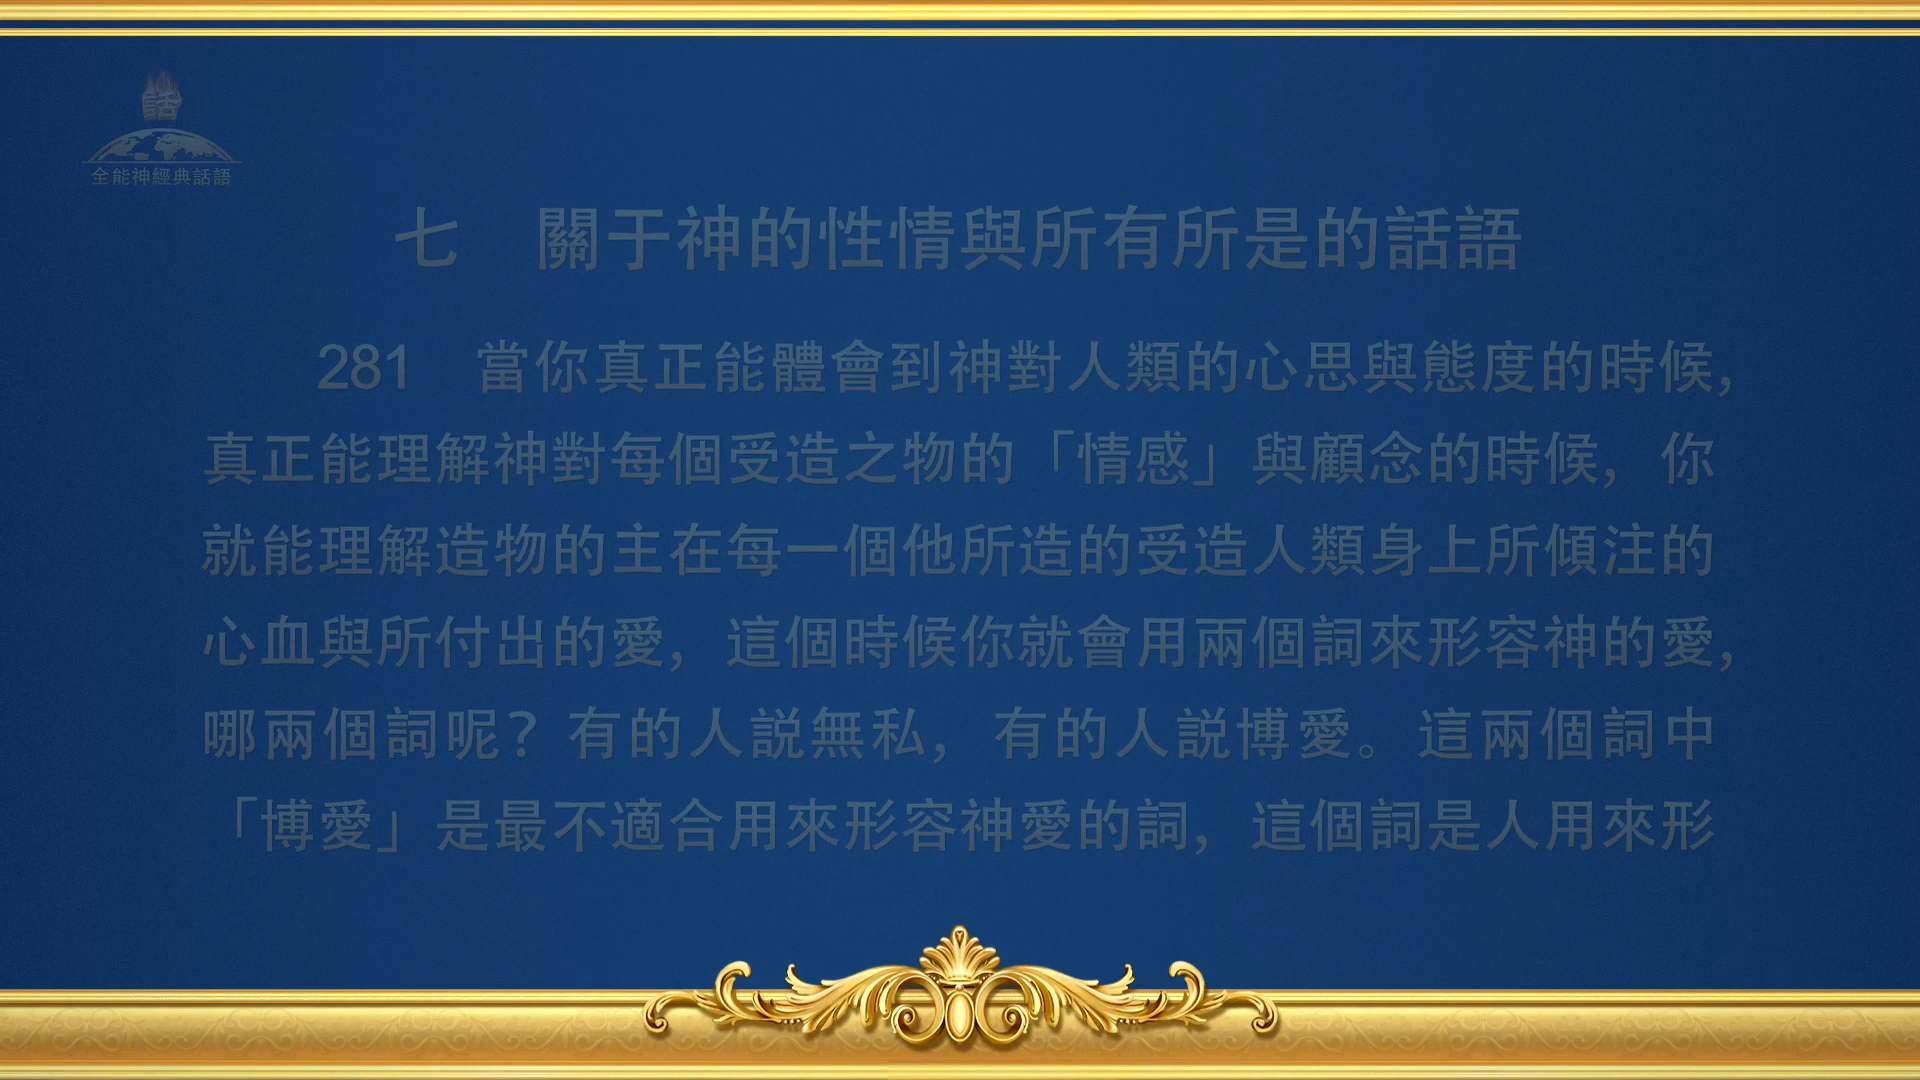 話
全能神經典話語
七　關于神的性情與所有所是的話語
281　當你真正能體會到神對人類的心思與態度的時候，
真正能理解神對每個受造之物的「情感」與顧念的時候，你
就能理解造物的主在每一個他所造的受造人類身上所傾注的
心血與所付出的愛，這個時候你就會用兩個詞來形容神的愛，
哪兩個詞呢？有的人説無私，有的人説博愛。這兩個詞中
「博愛」是最不適合用來形容神愛的詞，這個詞是人用來形